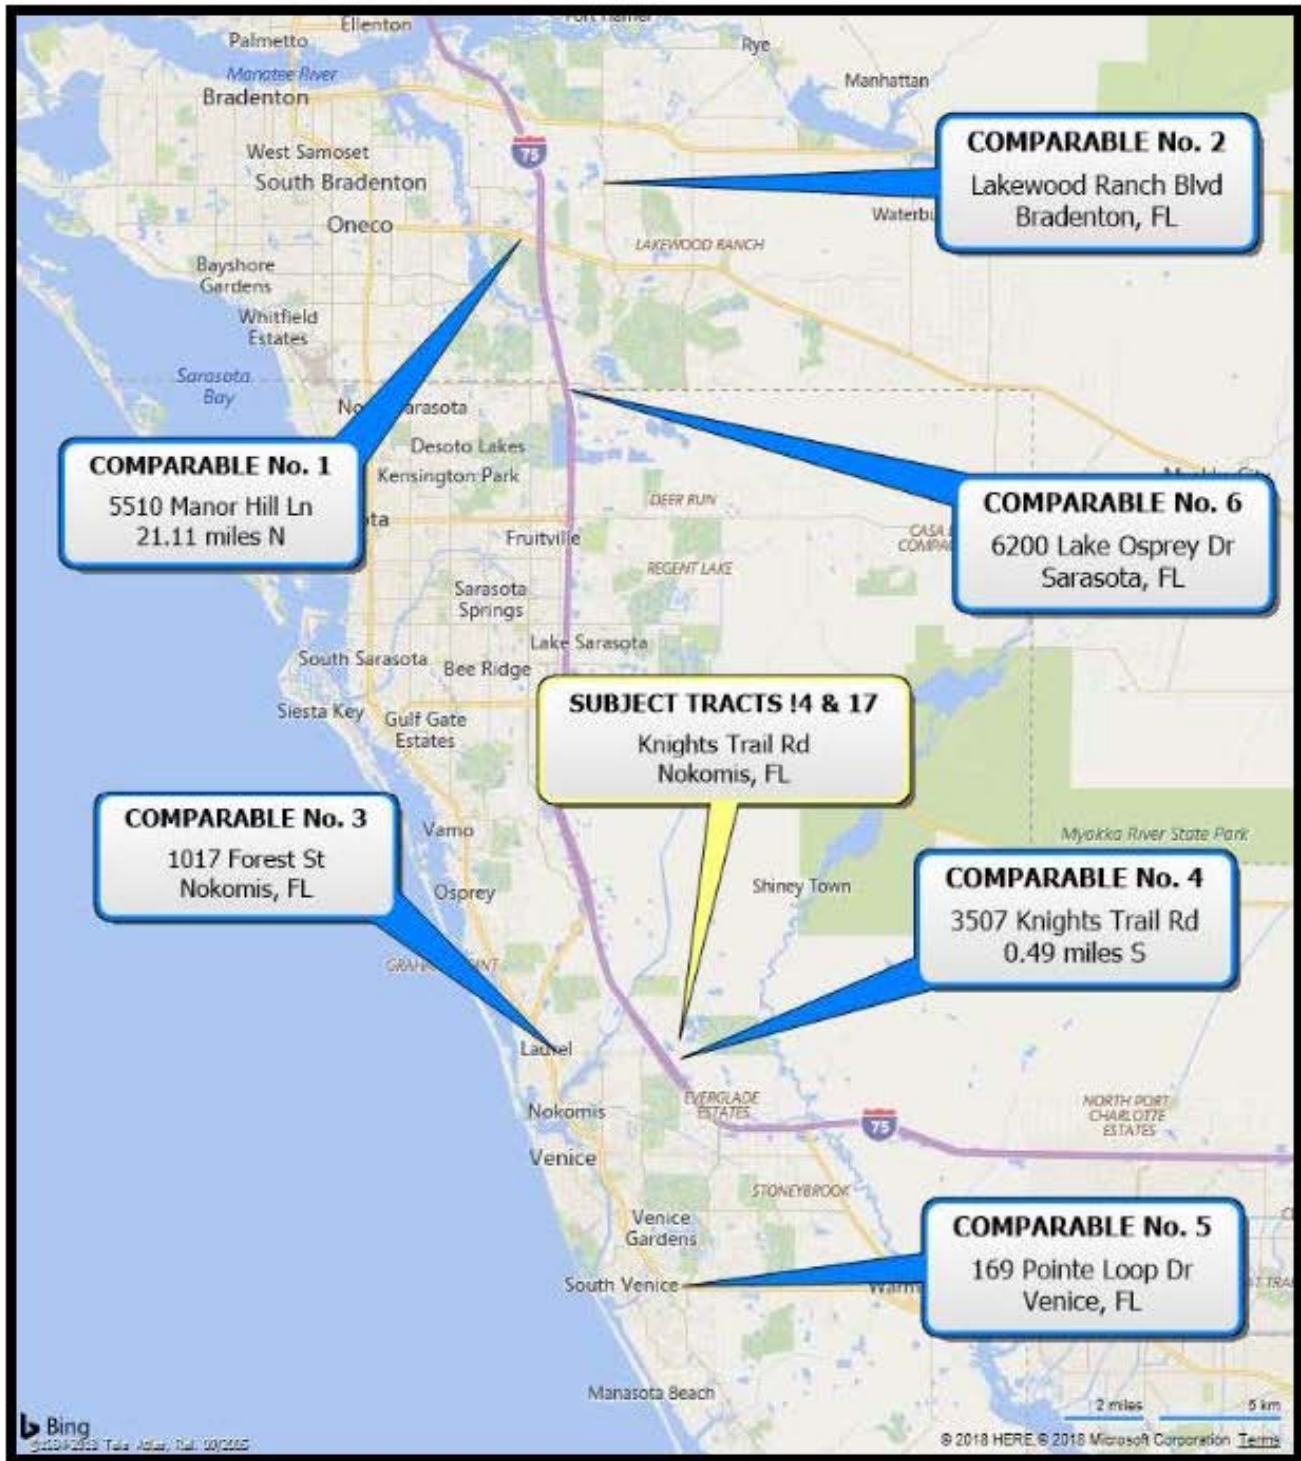 Ellenton
Palmetto
Rye
Manatee River
Manhattan
Bradenton
COMPARABLE No. 2
Lakewood Ranch Blvd
Bradenton, FL
75
West Samoset
South Bradenton
Oneco
LAKEWOOD RANCH
Bayshore
Gardens
Whitfield
Estates
Sarasota
Bay
Desoto Lakes
Kensington Park
COMPARABLE No. 1
5510 Manor Hill Ln
21.11 miles N
COMPARABLE No. 6
6200 Lake Osprey Dr
Sarasota, FL
DEER RUN
Fruitville
REGENT LAKE
Sarasota
Springs
Lake Sarasota
South Sarasota
Bee Ridge
SUBJECT TRACTS !4 & 17
Knights Trail Rd
Nokomis, FL
Siesta Key
Gulf Gate
Estates
COMPARABLE No. 3
1017 Forest St
Nokomis, FL
Vamo
Myakka River State Park
Osprey
Shiney Town
COMPARABLE No. 4
3507 Knights Trail Rd
0.49 miles S
Laurel
EVERGLADE
ESTATES
NORTH PORT
CHARLOTTE
ESTATES
75
Nokomis
Venice
STONEYBROOK
Venice
Gardens
COMPARABLE No. 5
169 Pointe Loop Dr
Venice, FL
South Venice
Manasota Beach
2 miles
5 km
Bing
© 2018 HERE © 2018 Microsoft Corporation Terms